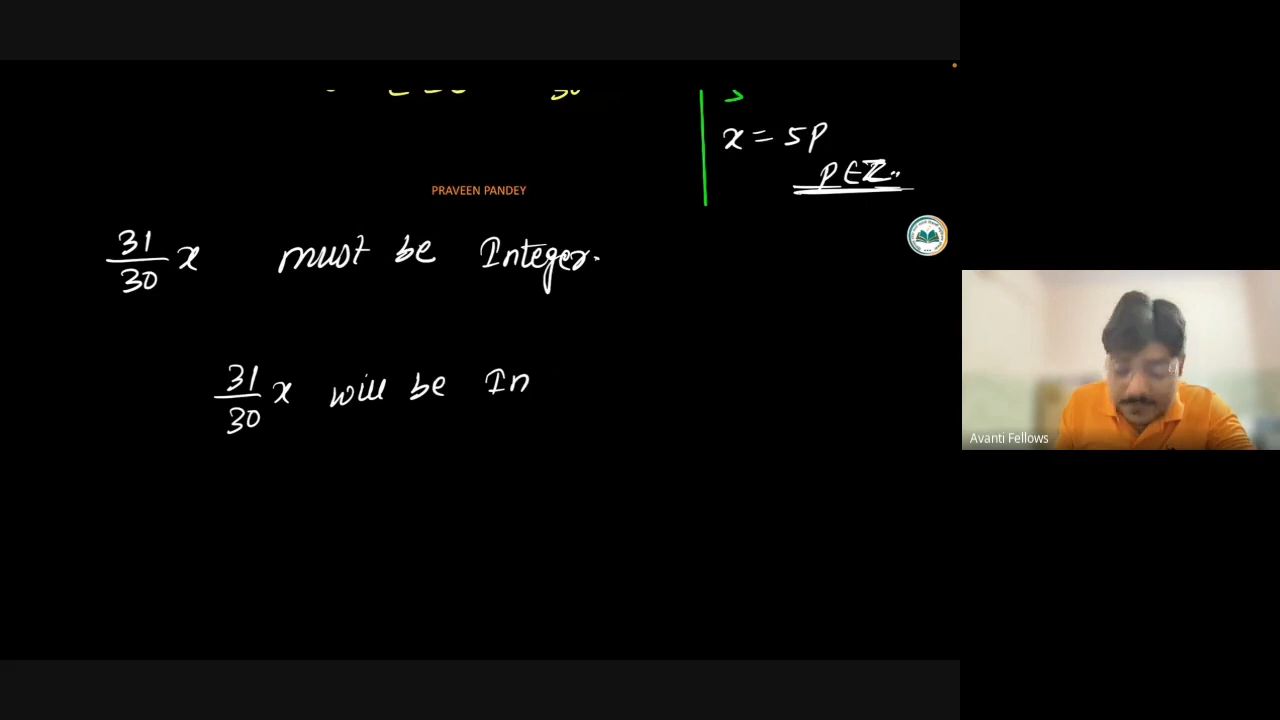 x = 5p
p ∈ Z..
PRAVEEN PANDEY
31/30 x must be Integer.
31/30 x will be In
Avanti Fellows